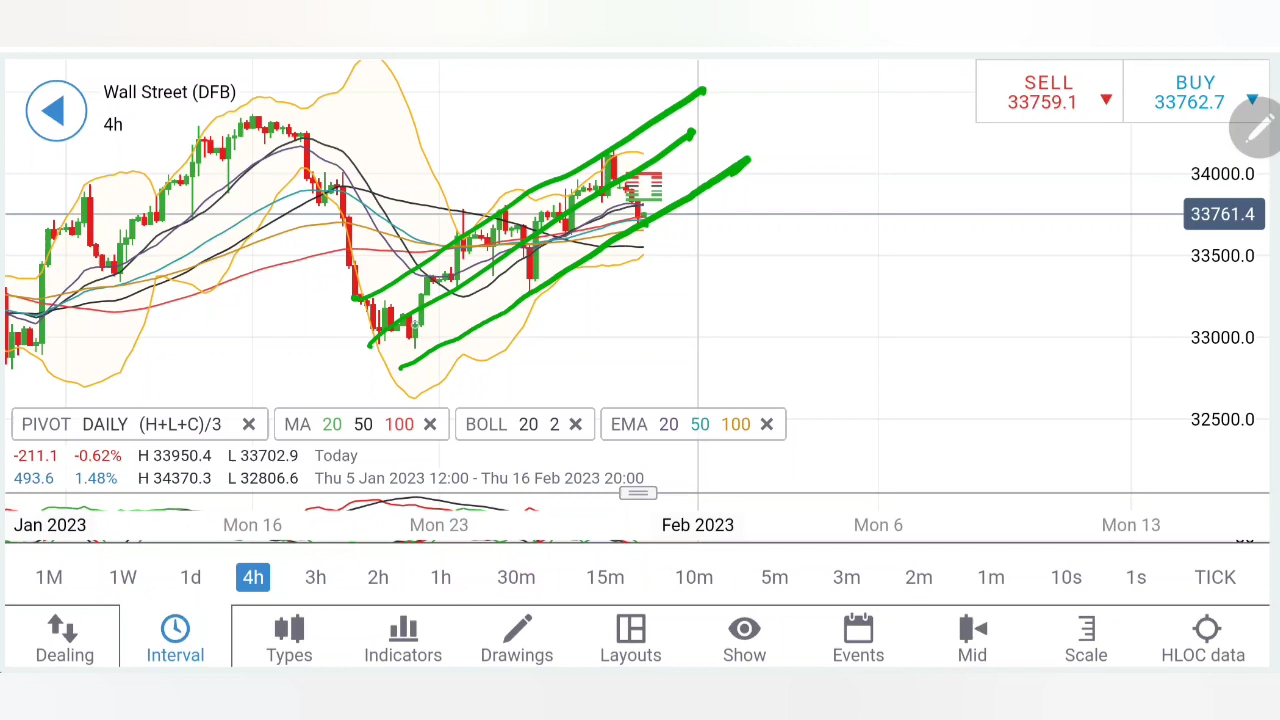 Wall Street (DFB)
4h
SELL
33759.1
BUY
33762.7
34000.0
33761.4
33500.0
33000.0
32500.0
PIVOT DAILY (H+L+C)/3
MA 20 50 100
BOLL 20 2
EMA 20 50 100
-211.1 -0.62% H 33950.4 L 33702.9 Today
493.6 1.48% H 34370.3 L 32806.6 Thu 5 Jan 2023 12:00 - Thu 16 Feb 2023 20:00
Jan 2023 Mon 16 Mon 23 Feb 2023 Mon 6 Mon 13
1M 1W 1d 4h 3h 2h 1h 30m 15m 10m 5m 3m 2m 1m 10s 1s TICK
Dealing Interval Types Indicators Drawings Layouts Show Events Mid Scale HLOC data